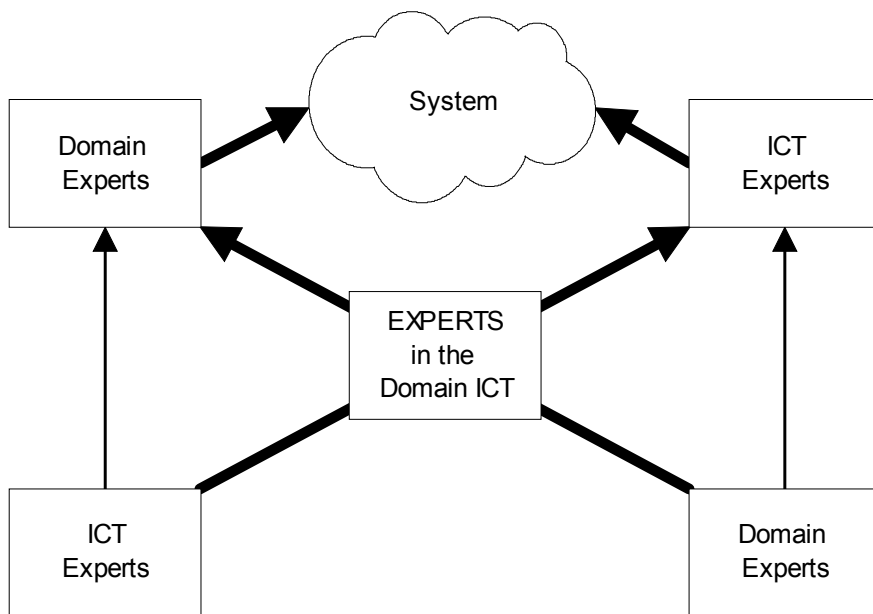 System
Domain
Experts
ICT
Experts
EXPERTS
in the
Domain ICT
ICT
Experts
Domain
Experts